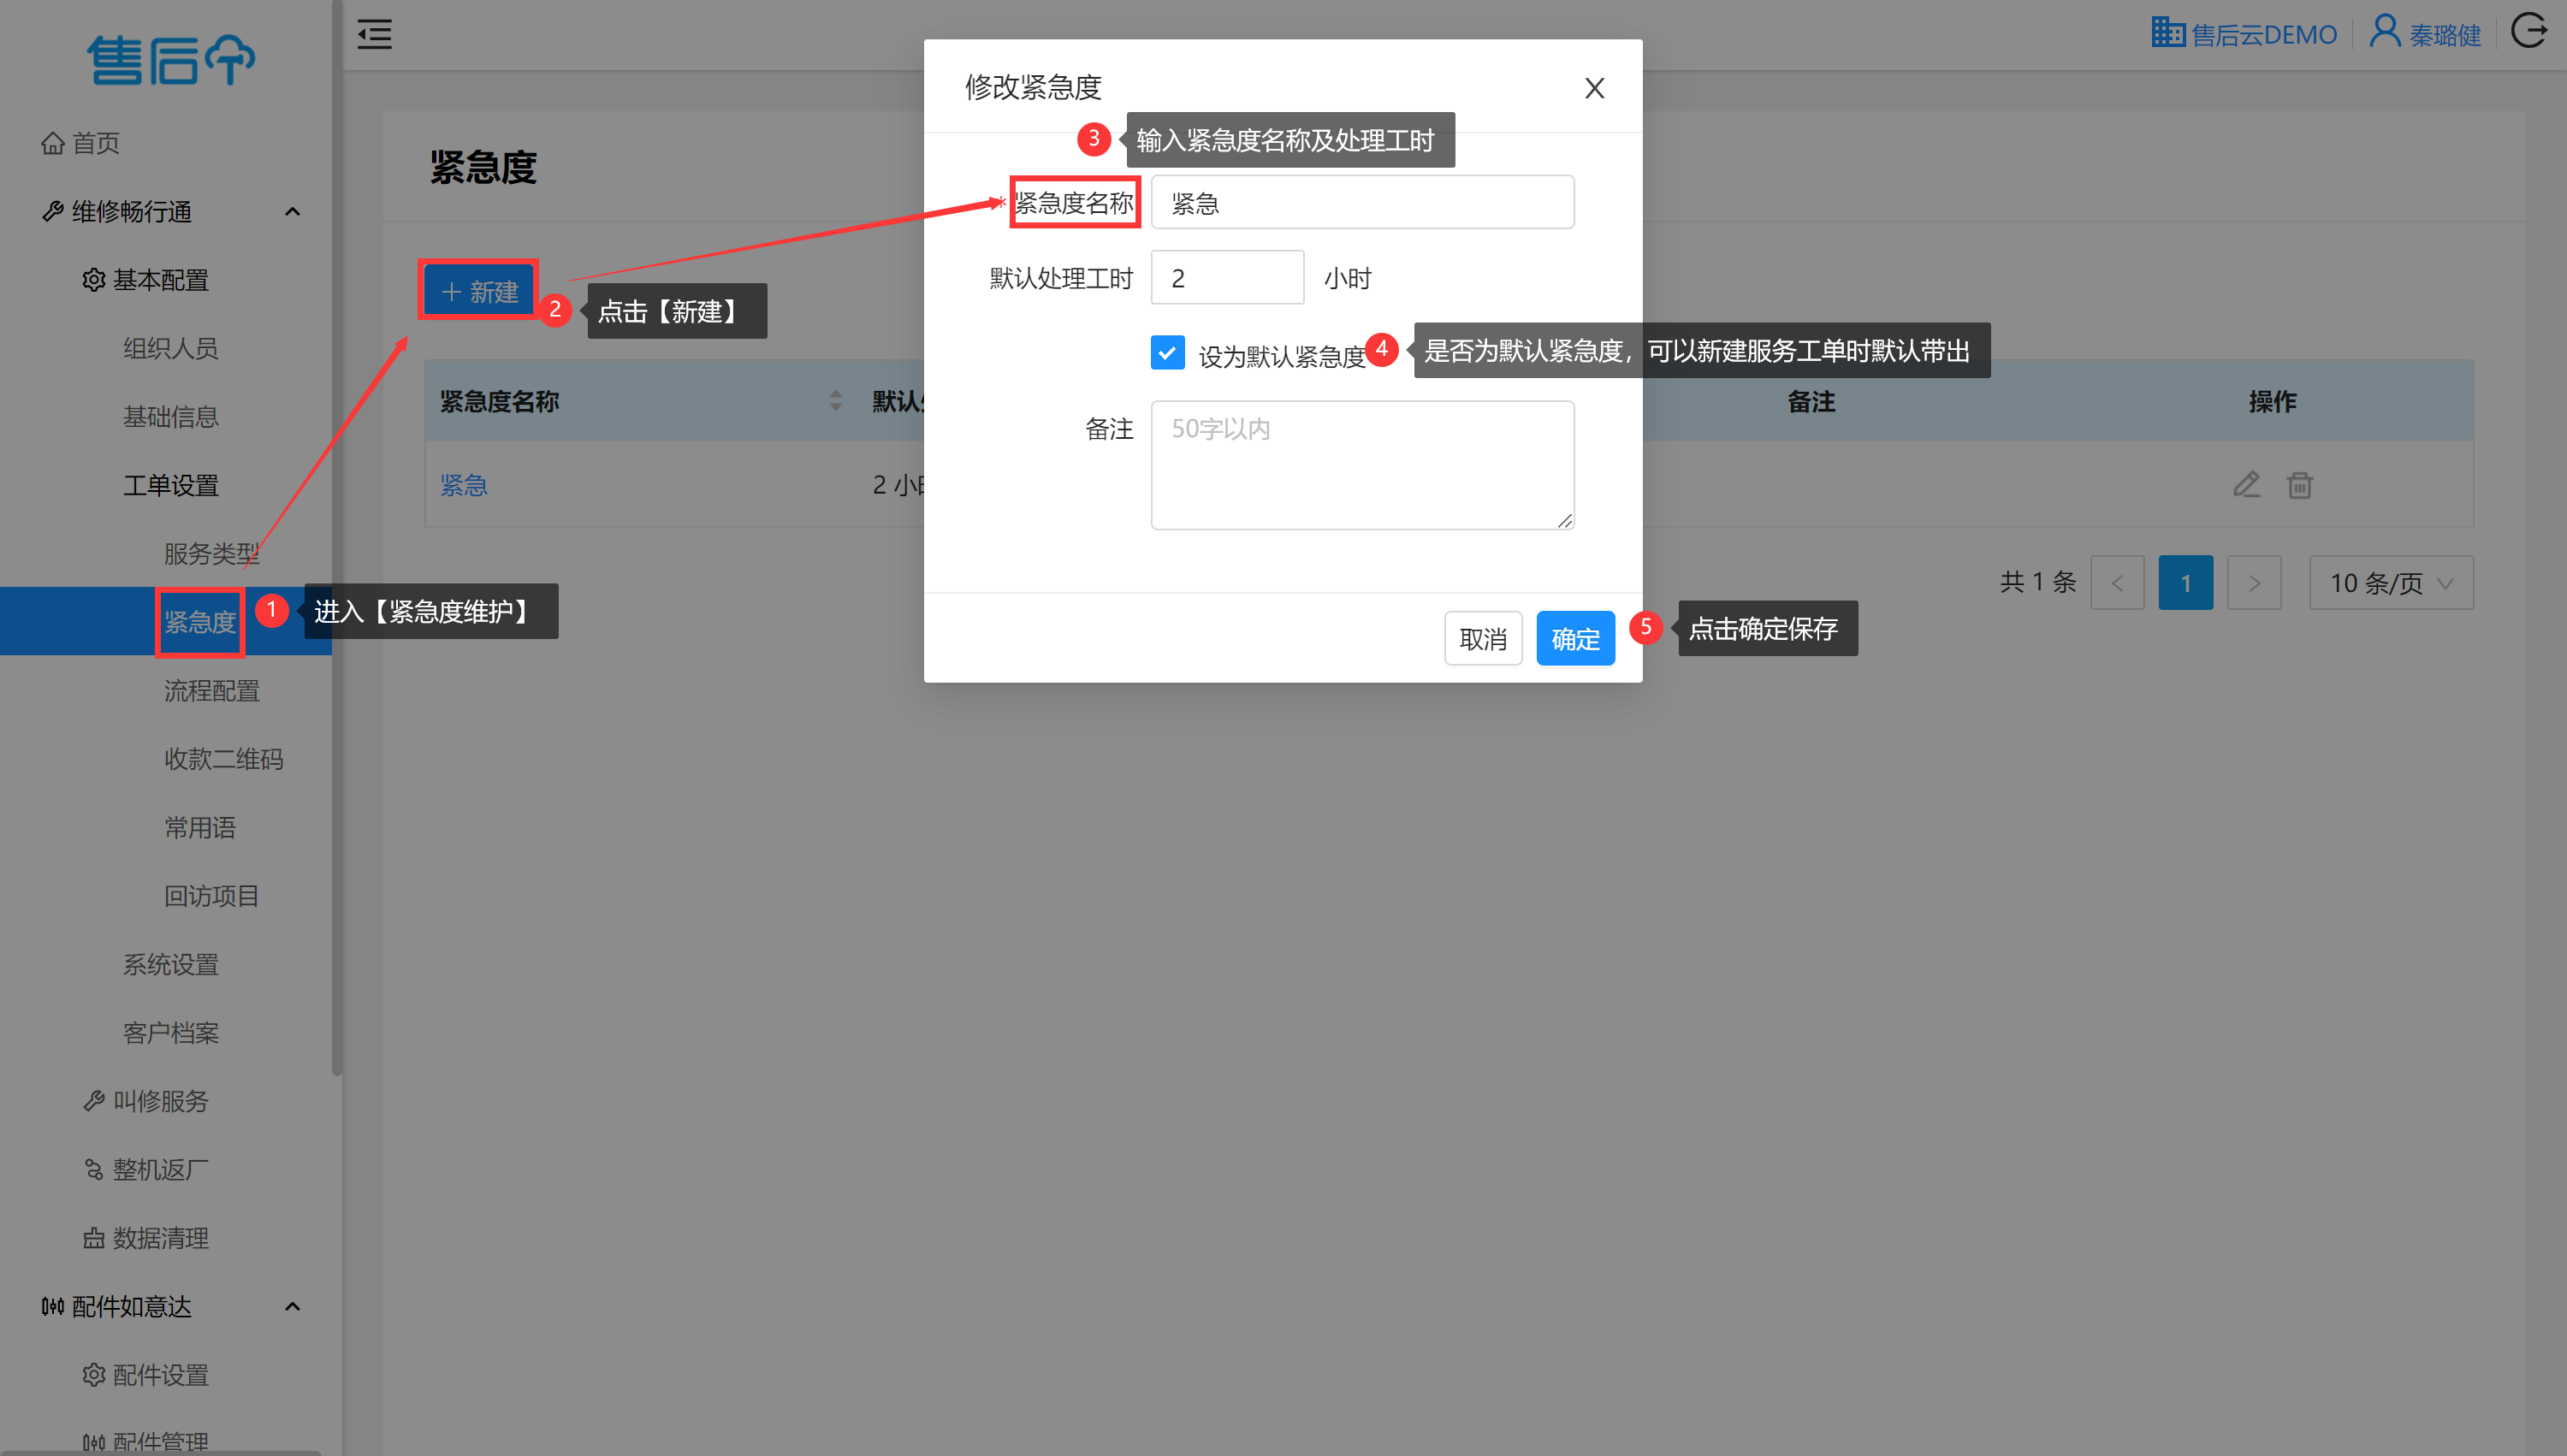 售后
首页
维修畅行通
基本配置
组织人员
基础信息
工单设置
服务类型
紧急度
1 进入【紧急度维护】
流程配置
收款二维码
常用语
回访项目
系统设置
客户档案
叫修服务
整机返厂
数据清理
配件如意达
配件设置
配件管理
售后云DEMO
秦璐健
紧急度
+ 新建
2 点击【新建】
紧急度名称 默认 备注 操作
紧急 2 小
共 1 条 < 1 > 10 条/页
修改紧急度 X
3 输入紧急度名称及处理工时
* 紧急度名称 紧急
默认处理工时 2 小时
设为默认紧急度 4 是否为默认紧急度，可以新建服务工单时默认带出
备注 50字以内
取消 确定 5 点击确定保存